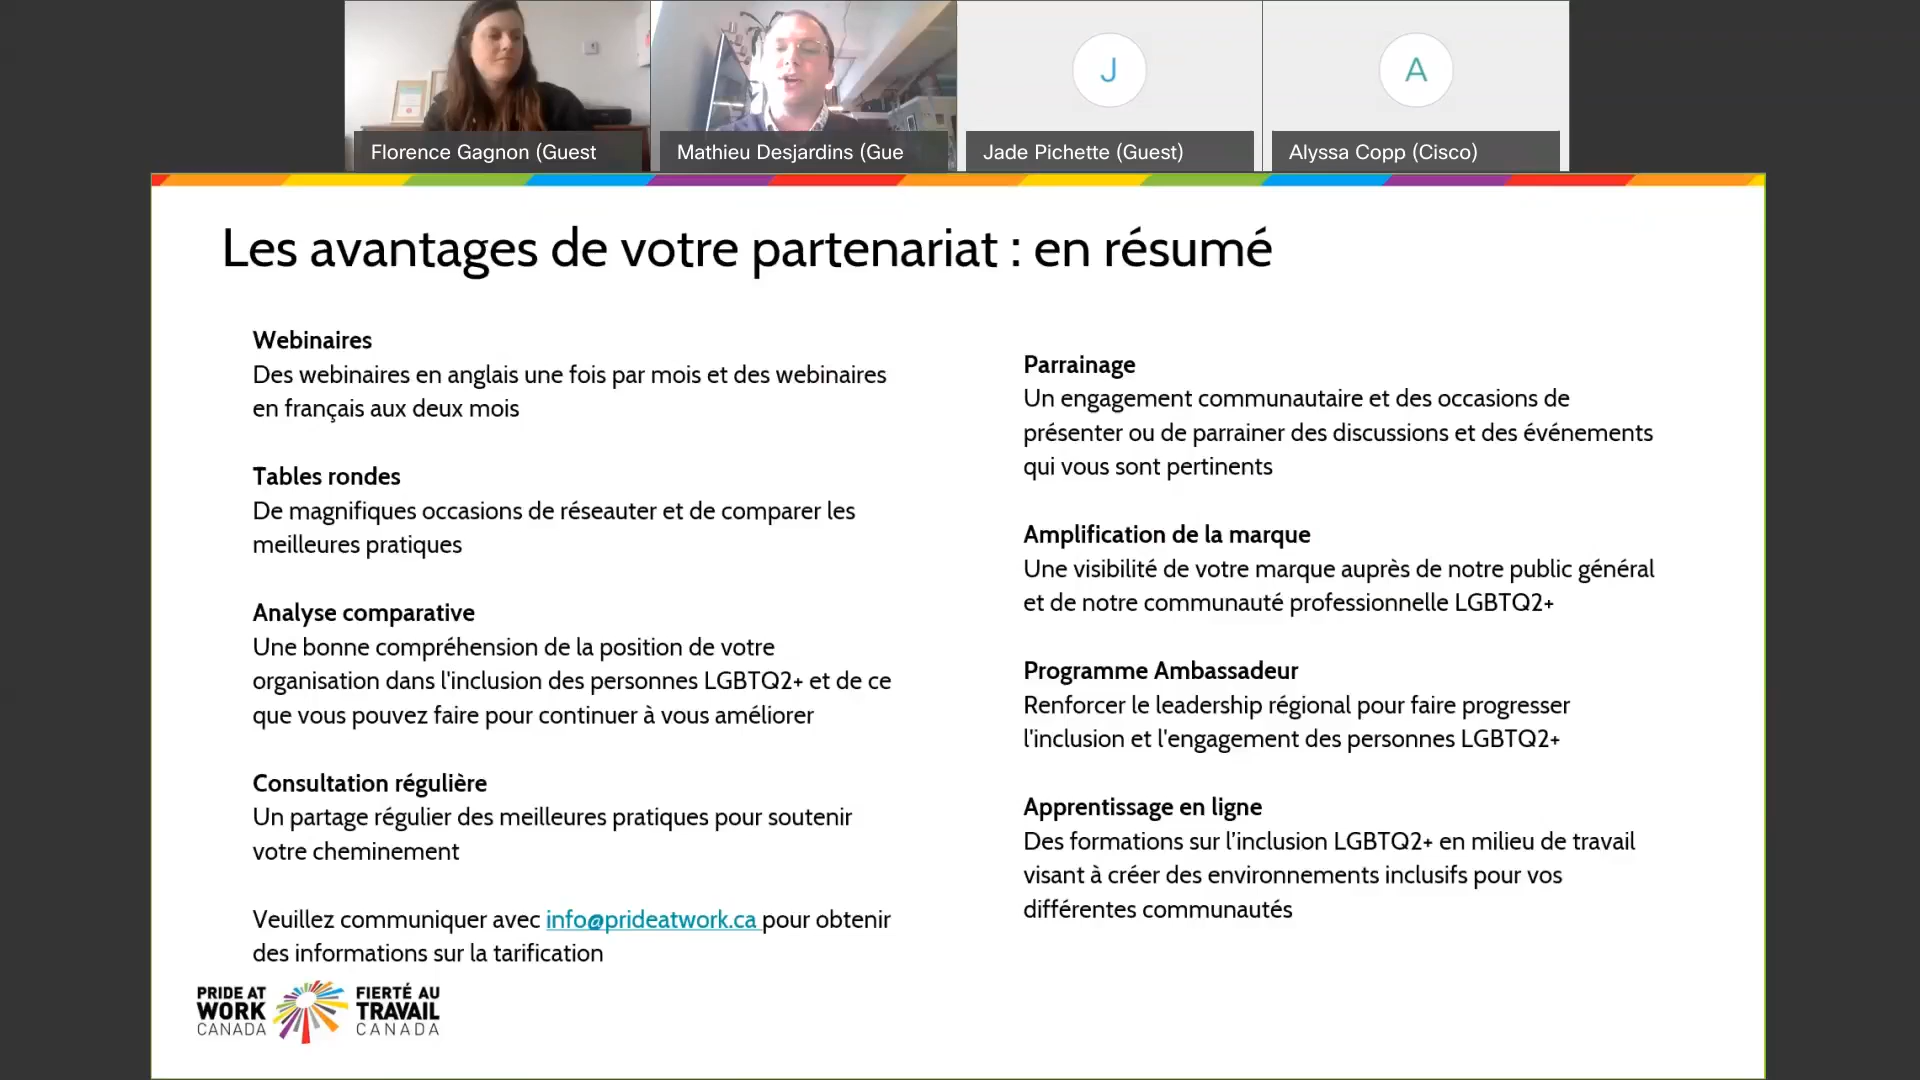 J
A
Florence Gagnon (Guest
Mathieu Desjardins (Gue
Jade Pichette (Guest)
Alyssa Copp (Cisco)
Les avantages de votre partenariat : en résumé
Webinaires
Des webinaires en anglais une fois par mois et des webinaires
en français aux deux mois
Tables rondes
De magnifiques occasions de réseauter et de comparer les
meilleures pratiques
Analyse comparative
Une bonne compréhension de la position de votre
organisation dans l'inclusion des personnes LGBTQ2+ et de ce
que vous pouvez faire pour continuer à vous améliorer
Consultation régulière
Un partage régulier des meilleures pratiques pour soutenir
votre cheminement
Veuillez communiquer avec info@prideatwork.ca pour obtenir
des informations sur la tarification
Parrainage
Un engagement communautaire et des occasions de
présenter ou de parrainer des discussions et des événements
qui vous sont pertinents
Amplification de la marque
Une visibilité de votre marque auprès de notre public général
et de notre communauté professionnelle LGBTQ2+
Programme Ambassadeur
Renforcer le leadership régional pour faire progresser
l'inclusion et l'engagement des personnes LGBTQ2+
Apprentissage en ligne
Des formations sur l’inclusion LGBTQ2+ en milieu de travail
visant à créer des environnements inclusifs pour vos
différentes communautés
PRIDE AT
WORK
CANADA
FIERTÉ AU
TRAVAIL
CANADA